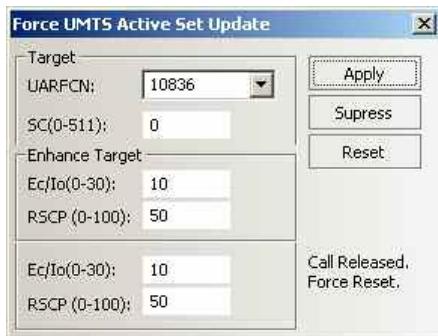 Force UMTS Active Set Update
Target
UARFCN: 10836
SC(0-511): 0
Enhance Target
Ec/Io(0-30): 10
RSCP (0-100): 50
Ec/Io(0-30): 10
RSCP (0-100): 50
Apply
Supress
Reset
Call Released.
Force Reset.